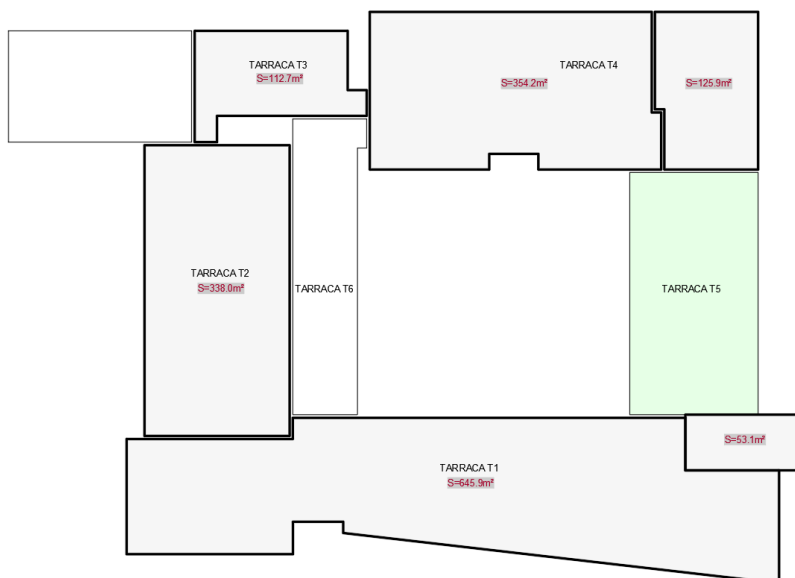 TARRACA T3
S=112.7m²
TARRACA T4
S=354.2m²
S=125.9m²
TARRACA T2
S=338.0m²
TARRACA T6
TARRACA T5
S=53.1m²
TARRACA T1
S=645.9m²